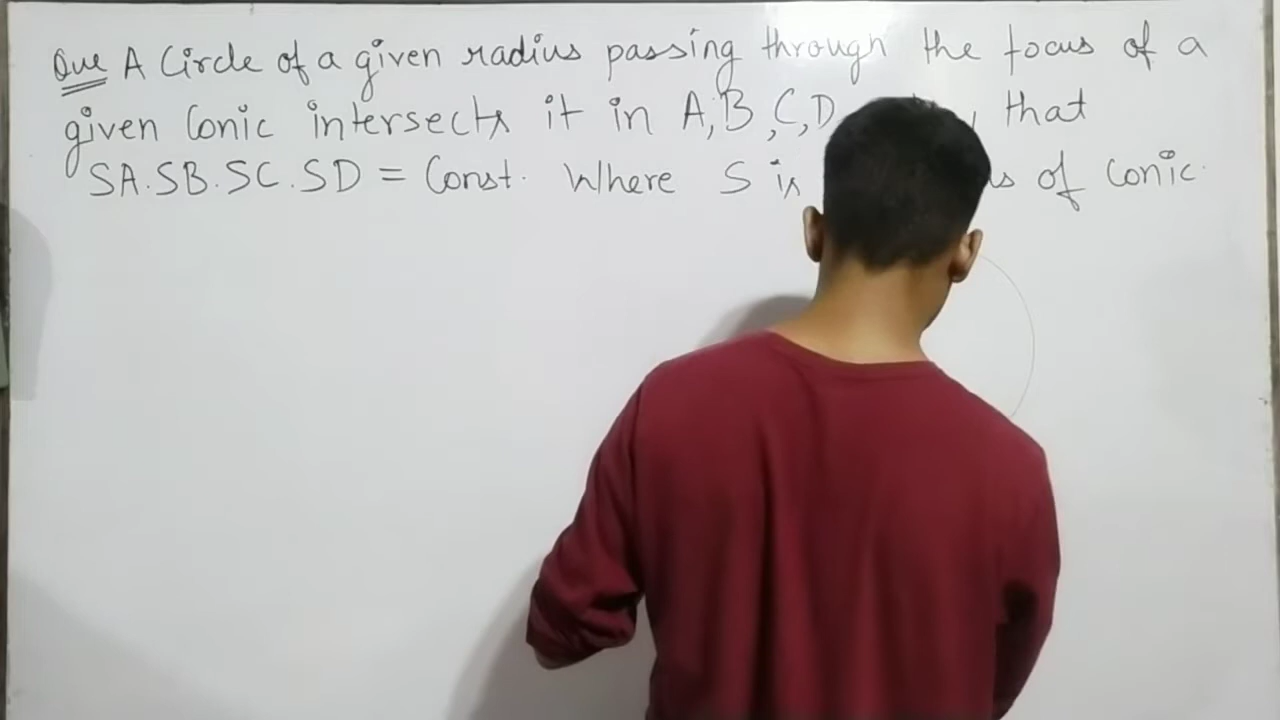 Que A Circle of a given radius passing through the focus of a
given Conic intersects it in A,B,C,D that
SA.SB.SC.SD = Const. Where S is of Conic.